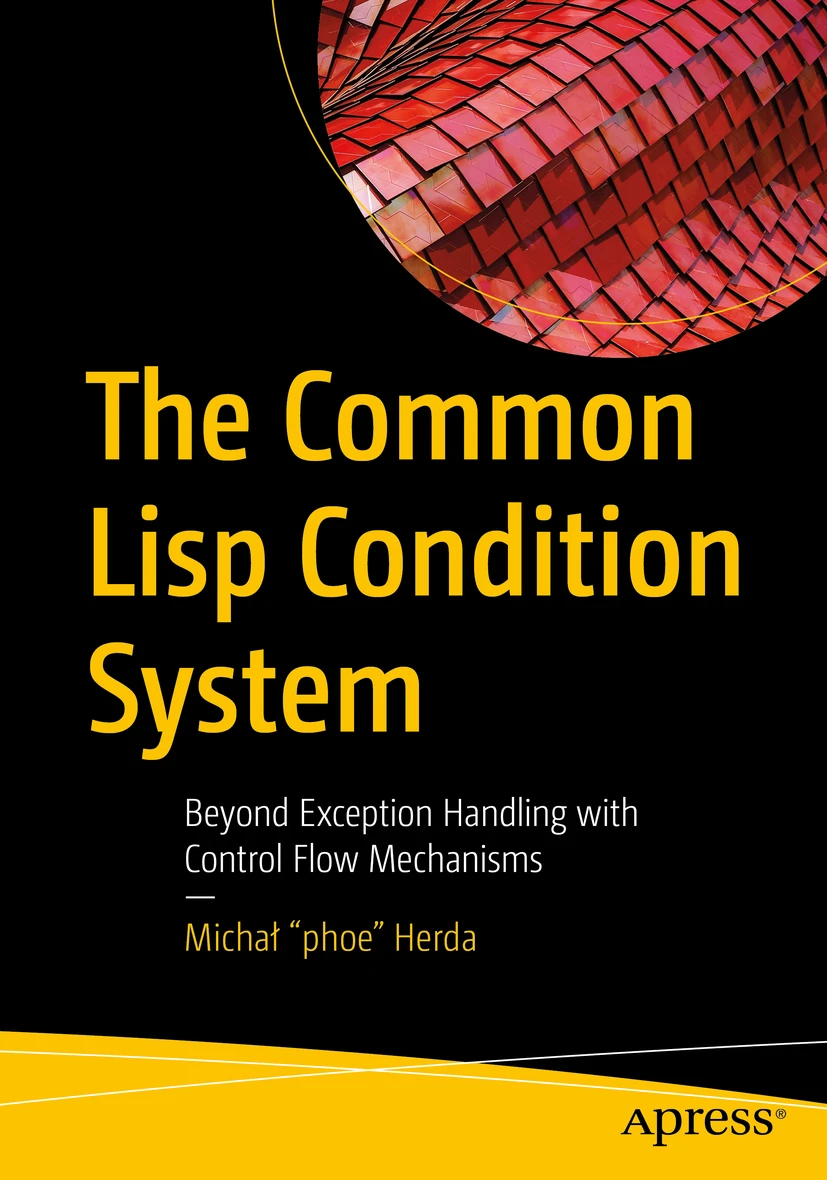 The Common
Lisp Condition
System
Beyond Exception Handling with
Control Flow Mechanisms
—
Michał “phoe” Herda
Apress®